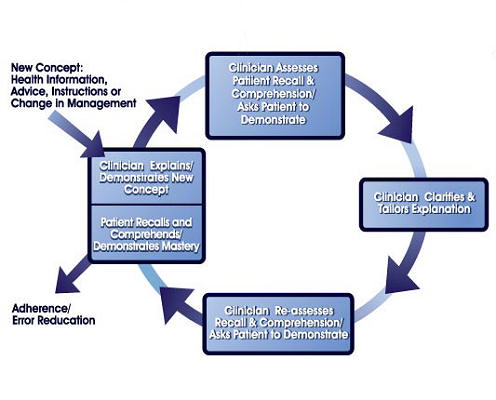 New Concept:
Health Information,
Advice, Instructions or
Change in Management
Clinician Assesses
Patiient Recall &
Comprehension/
Asks Patient to
Demonstrate
Clinician Explains/
Demonstrates New
Concept
Clinician Clarifies &
Tailors Explanation
Patient Recalls and
Comprehends/
Demonstrates Mastery
Clinician Re-assesses
Recall & Comprehension/
Asks Patient to Demonstrate
Adherence/
Error Reducation